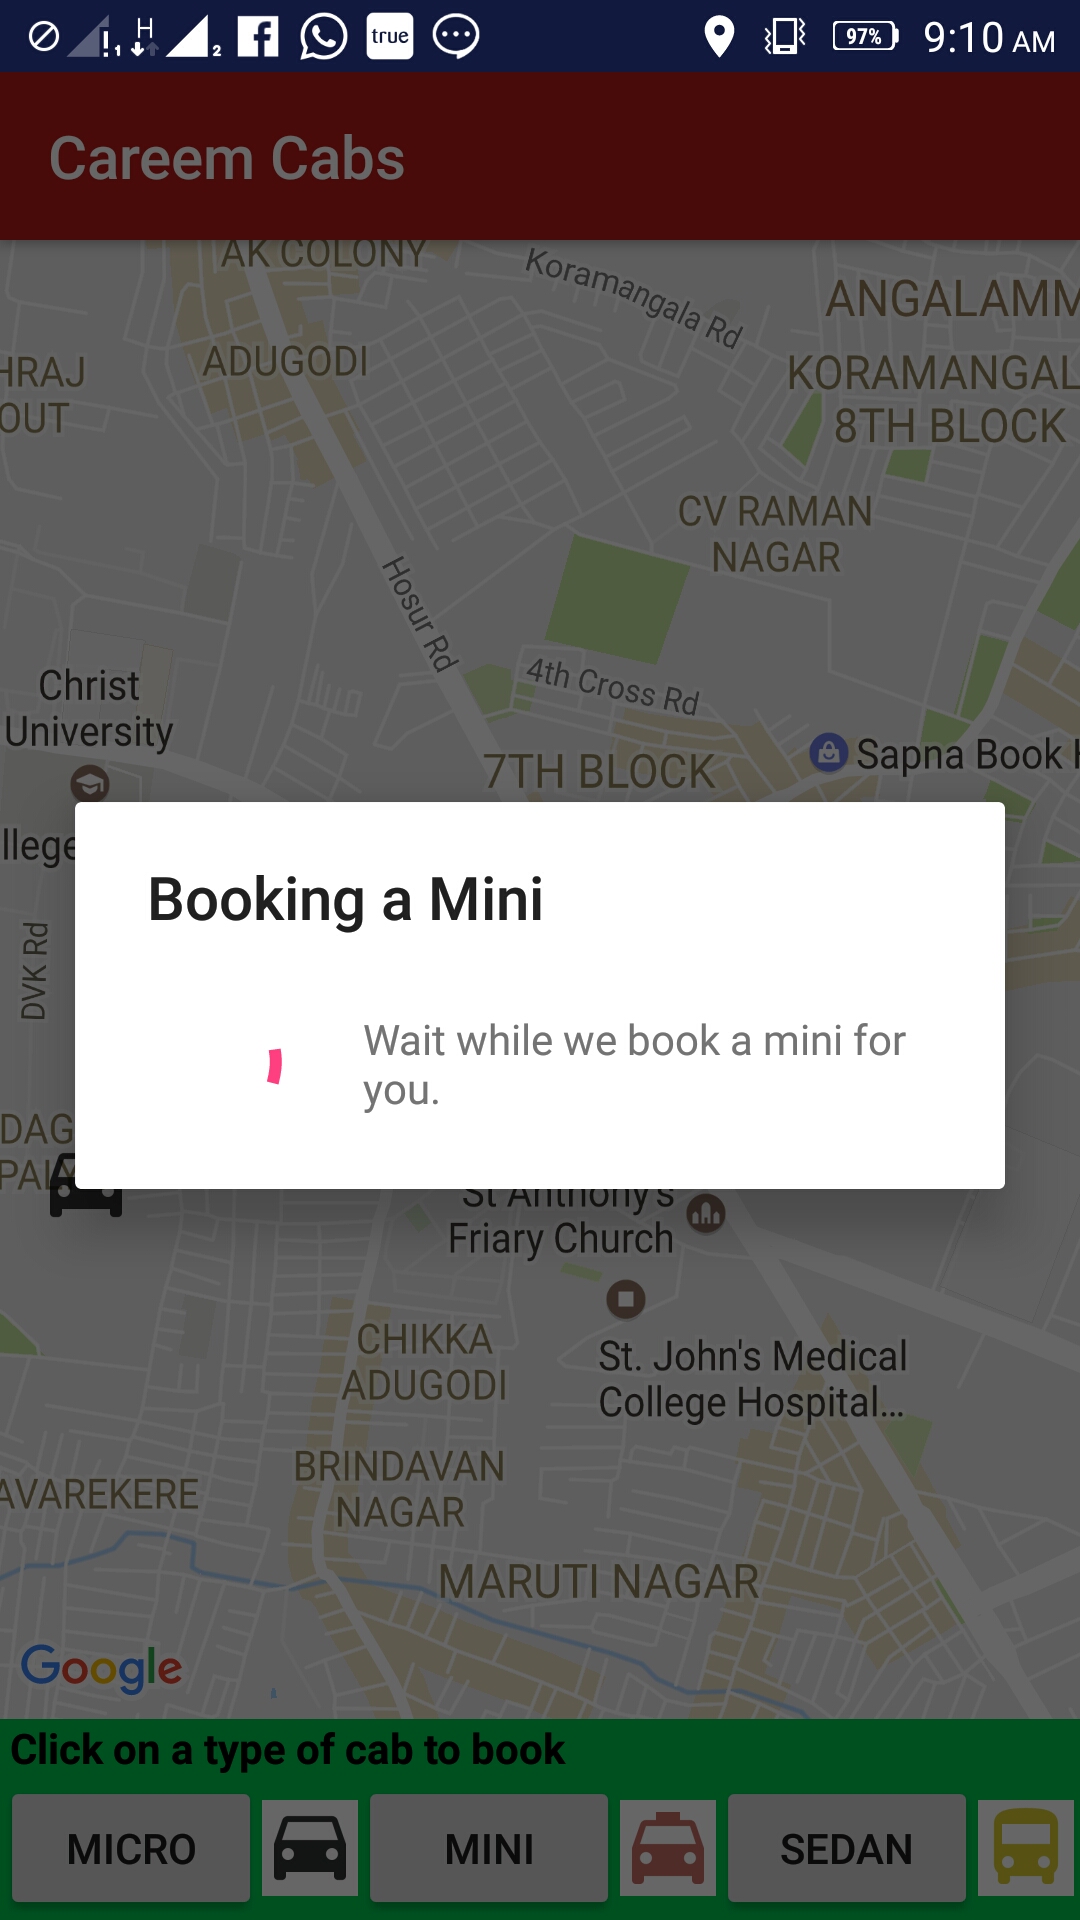 1 H 2 true 97% 9:10 AM
Careem Cabs
AK COLONY
Koramangala Rd
ANGALAMM
ADUGODI
HRAJ
OUT
KORAMANGAL
8TH BLOCK
CV RAMAN
NAGAR
Hosur Rd
4th Cross Rd
Christ
University
7TH BLOCK
Sapna Book H
llege
Booking a Mini
DVK Rd
Wait while we book a mini for
you.
DAG
PALY
St Anthony's
Friary Church
CHIKKA
ADUGODI
St. John's Medical
College Hospital...
BRINDAVAN
NAGAR
AVAREKERE
MARUTI NAGAR
Google
Click on a type of cab to book
MICRO MINI SEDAN